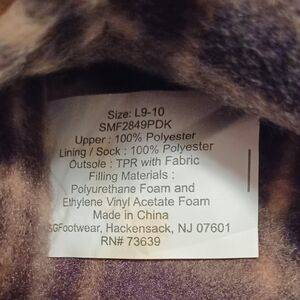 Size: L9-10
SMF2849PDK
Upper : 100% Polyester
Lining / Sock : 100% Polyester
Outsole : TPR with Fabric
Filling Materials :
Polyurethane Foam and
Ethylene Vinyl Acetate Foam
Made in China
SGFootwear, Hackensack, NJ 07601
RN# 73639